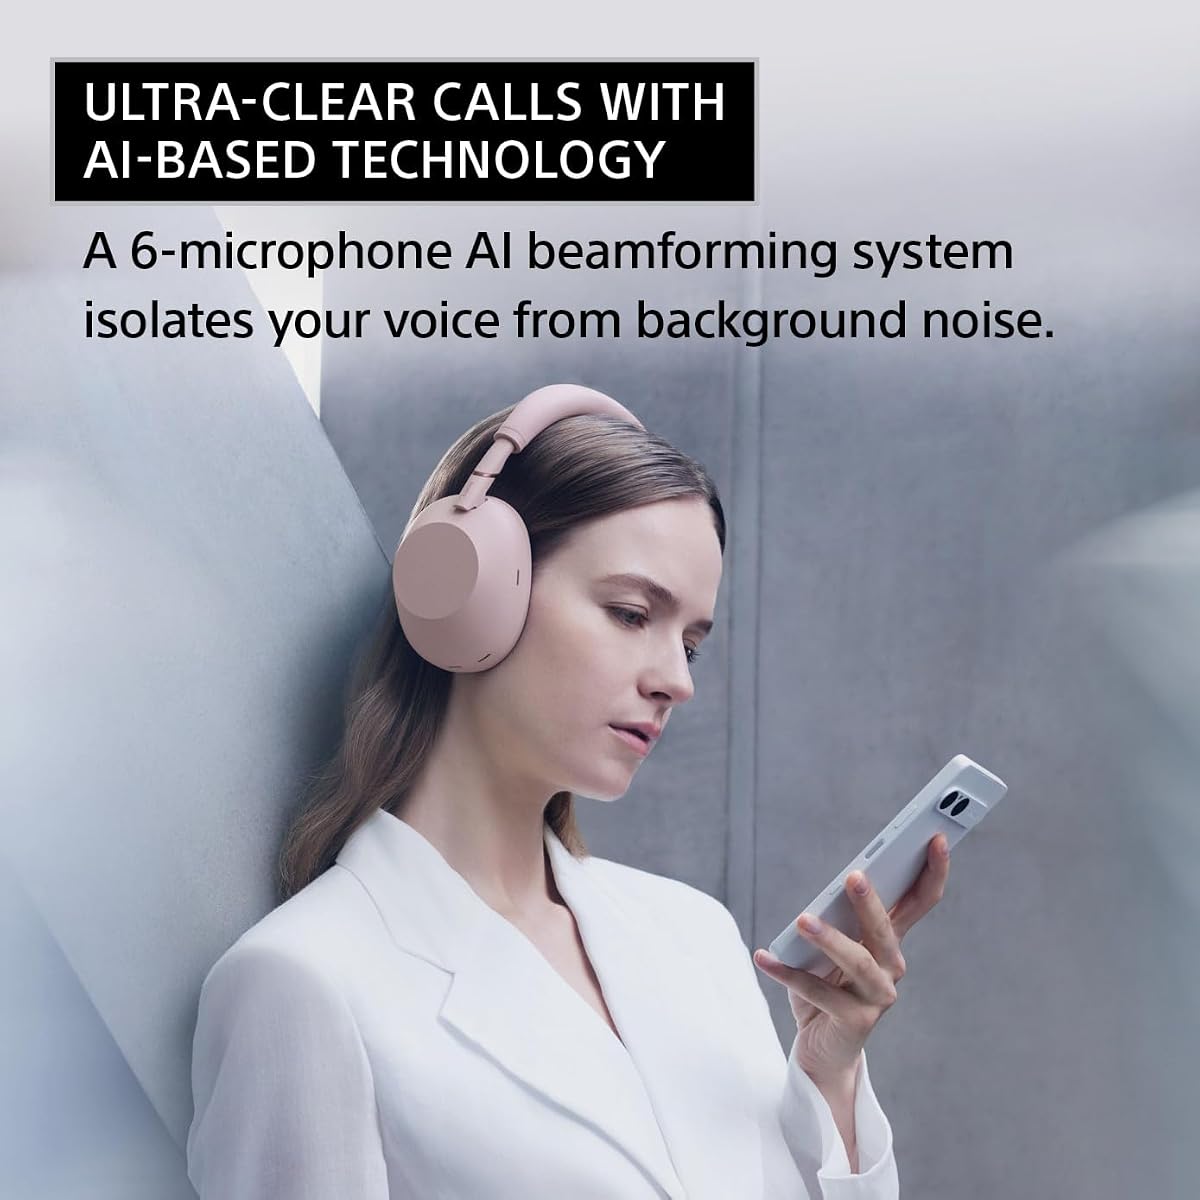 ULTRA-CLEAR CALLS WITH
AI-BASED TECHNOLOGY
A 6-microphone AI beamforming system
isolates your voice from background noise.